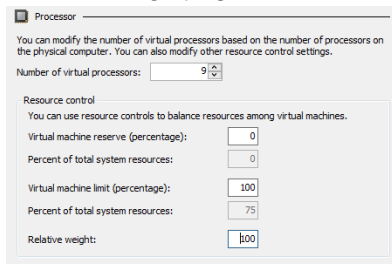 Processor
You can modify the number of virtual processors based on the number of processors on
the physical computer. You can also modify other resource control settings.
Number of virtual processors: 9
Resource control
You can use resource controls to balance resources among virtual machines.
Virtual machine reserve (percentage): 0
Percent of total system resources: 0
Virtual machine limit (percentage): 100
Percent of total system resources: 75
Relative weight: 100